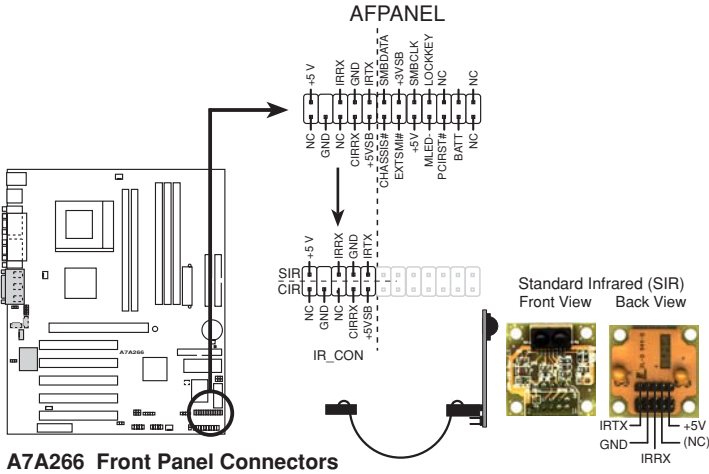 AFPANEL
+5 V
IRRX
GND
IRTX
SMBDATA
+3VSB
SMBCLK
LOCKKEY
NC
NC
NC
GND
NC
CIRRX
+5VSB
CHASSIS#
EXTSMI#
+5V
MLED-
PCIRST#
BATT
NC
+5 V
IRRX
GND
IRTX
SIR
CIR
NC
GND
NC
CIRRX
+5VSB
IR_CON
A7A266
Standard Infrared (SIR)
Front View
Back View
IRTX
GND
IRRX
+5V
(NC)
A7A266 Front Panel Connectors